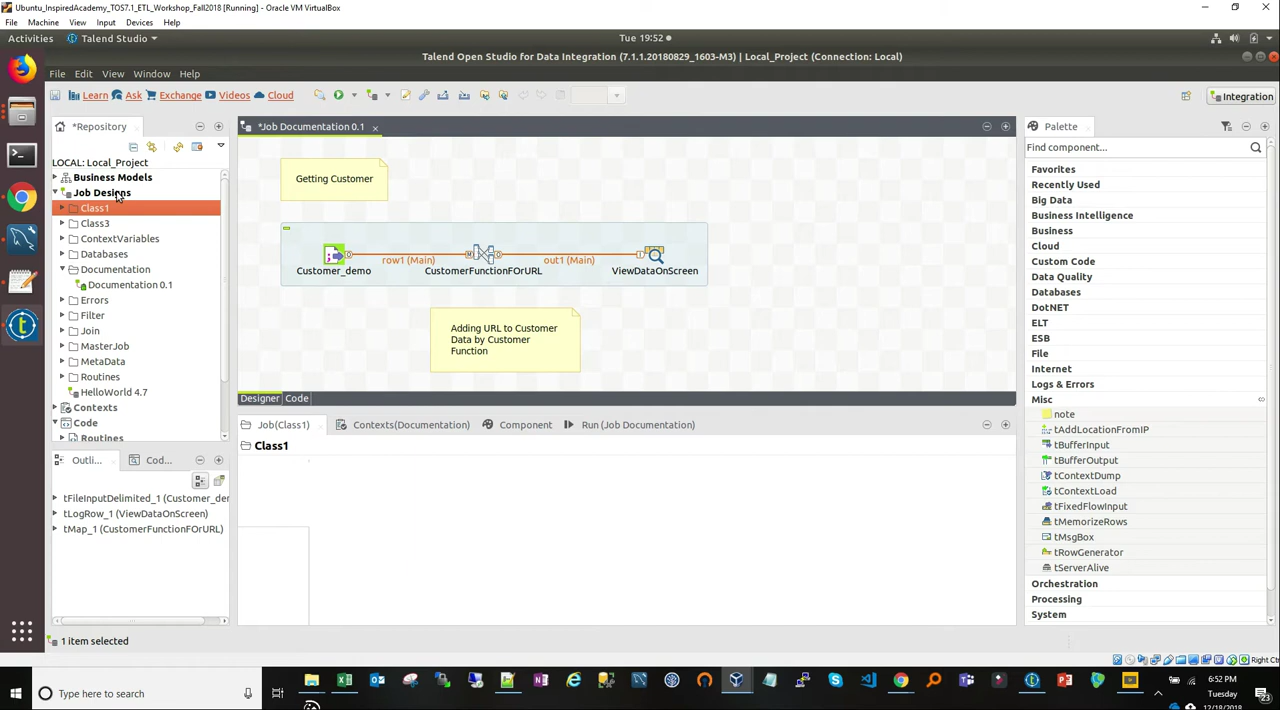 Ubuntu_InspiredAcademy_TOS7.1_ETL_Workshop_Fall2018 [Running] - Oracle VM VirtualBox
File Machine View Input Devices Help
Activities Talend Studio Tue 19:52
Talend Open Studio for Data Integration (7.1.1.20180829_1603-M3) | Local_Project (Connection: Local)
File Edit View Window Help
Learn Ask Exchange Videos Cloud Integration
*Repository
LOCAL: Local_Project
Business Models
Job Designs
Class1
Class3
ContextVariables
Databases
Documentation
Documentation 0.1
Errors
Filter
Join
MasterJob
MetaData
Routines
HelloWorld 4.7
Contexts
Code
Routines
Outli... Cod...
tFileInputDelimited_1 (Customer_der
tLogRow_1 (ViewDataOnScreen)
tMap_1 (CustomerFunctionFOrURL)
1 item selected
*Job Documentation 0.1
Getting Customer
row1 (Main)
out1 (Main)
Customer_demo
CustomerFunctionFOrURL
ViewDataOnScreen
Adding URL to Customer
Data by Customer
Function
Designer Code
Job(Class1) Contexts(Documentation) Component Run (Job Documentation)
Class1
Palette
Find component...
Favorites
Recently Used
Big Data
Business Intelligence
Business
Cloud
Custom Code
Data Quality
Databases
DotNET
ELT
ESB
File
Internet
Logs & Errors
Misc
note
tAddLocationFromIP
tBufferInput
tBufferOutput
tContextDump
tContextLoad
tFixedFlowInput
tMemorizeRows
tMsgBox
tRowGenerator
tServerAlive
Orchestration
Processing
System
Right Ct
Type here to search
6:52 PM
Tuesday
12/18/2018
23